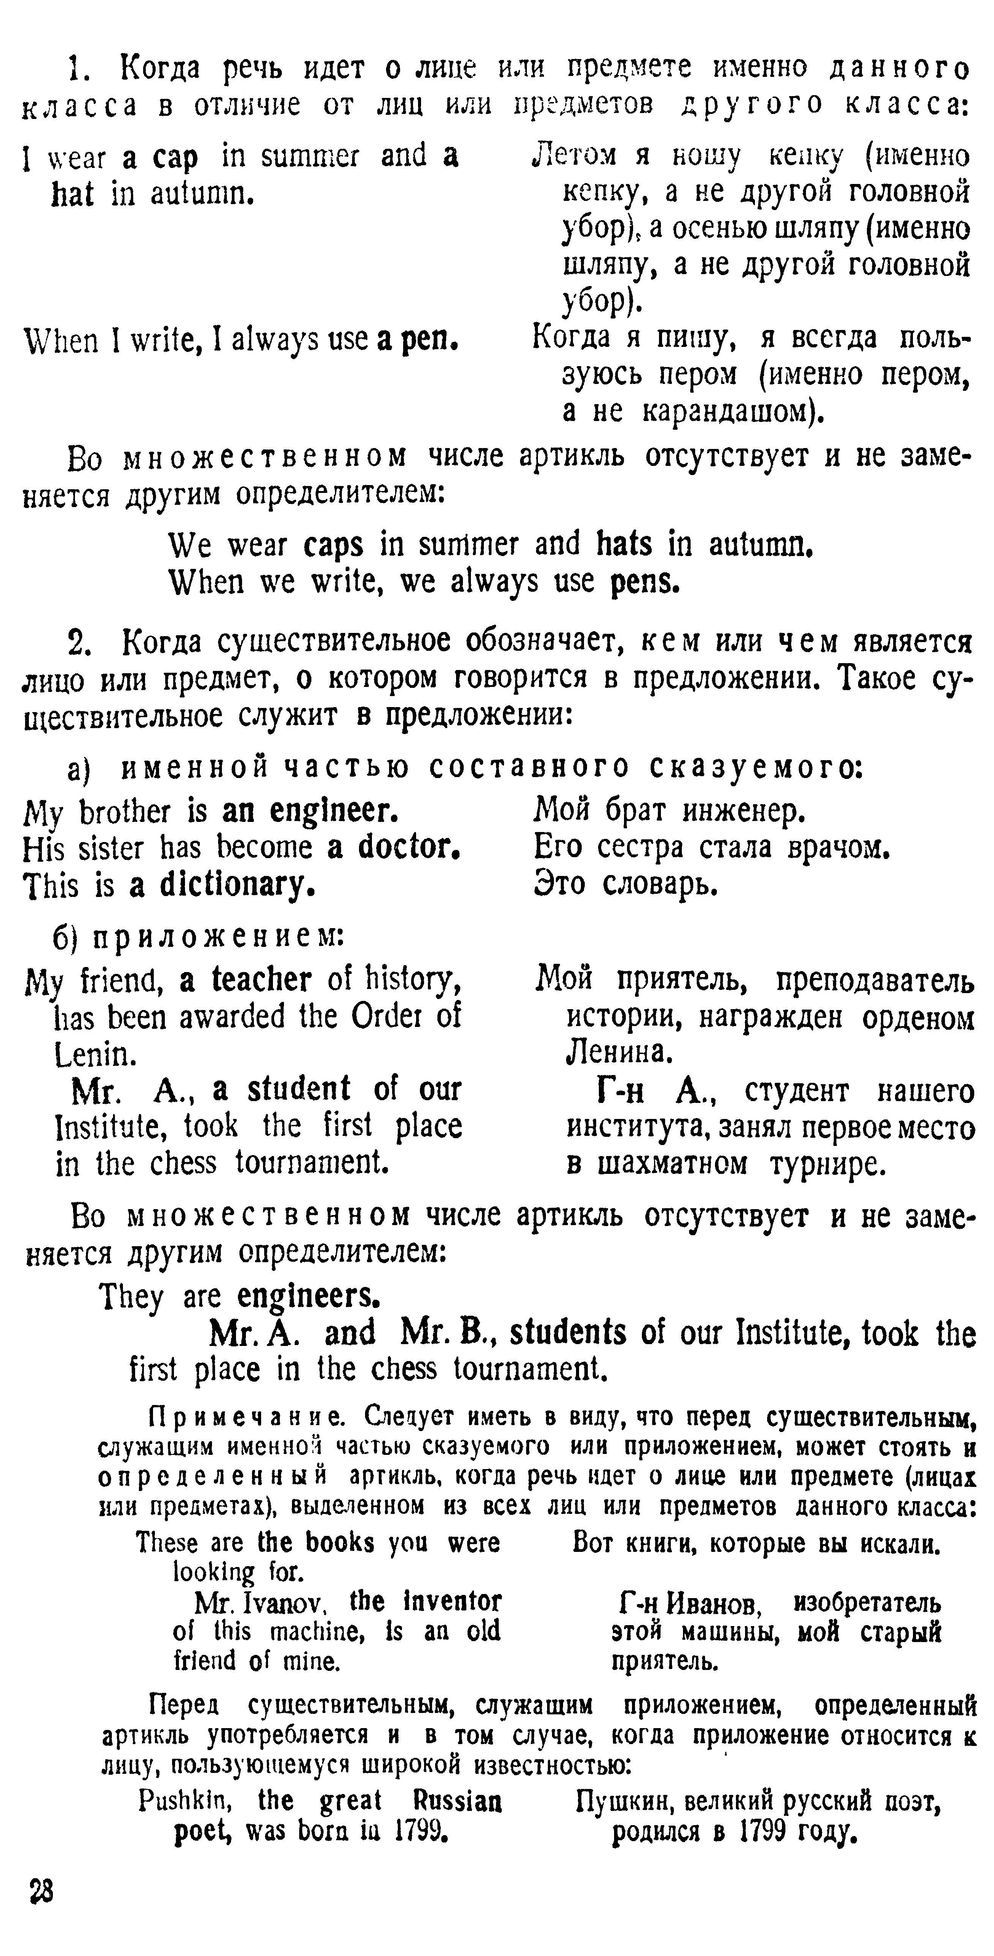 1. Когда речь идет о лице или предмете именно данного
класса в отличие от лиц или предметов другого класса:
I wear a cap in summer and a
hat in autumn.
Летом я ношу кепку (именно
кепку, а не другой головной
убор), а осенью шляпу (именно
шляпу, а не другой головной
убор).
When I write, I always use a pen.
Когда я пишу, я всегда поль-
зуюсь пером (именно пером,
а не карандашом).
Во множественном числе артикль отсутствует и не заме-
няется другим определителем:
We wear caps in summer and hats in autumn.
When we write, we always use pens.
2. Когда существительное обозначает, кем или чем является
лицо или предмет, о котором говорится в предложении. Такое су-
ществительное служит в предложении:
а) именной частью составного сказуемого:
My brother is an engineer.
His sister has become a doctor.
This is a dictionary.
Мой брат инженер.
Его сестра стала врачом.
Это словарь.
б) приложением:
My friend, a teacher of history,
has been awarded the Order of
Lenin.
Мой приятель, преподаватель
истории, награжден орденом
Ленина.
Mr. A., a student of our
Institute, took the first place
in the chess tournament.
Г-н А., студент нашего
института, занял первое место
в шахматном турнире.
Во множественном числе артикль отсутствует и не заме-
няется другим определителем:
They are engineers.
Mr. A. and Mr. B., students of our Institute, took the
first place in the chess tournament.
Примечание. Следует иметь в виду, что перед существительным,
служащим именной частью сказуемого или приложением, может стоять и
определенный артикль, когда речь идет о лице или предмете (лицах
или предметах), выделенном из всех лиц или предметов данного класса:
These are the books you were
looking for.
Вот книги, которые вы искали.
Mr. Ivanov, the inventor
of this machine, is an old
friend of mine.
Г-н Иванов, изобретатель
этой машины, мой старый
приятель.
Перед существительным, служащим приложением, определенный
артикль употребляется и в том случае, когда приложение относится к
лицу, пользующемуся широкой известностью:
Pushkin, the great Russian
poet, was born in 1799.
Пушкин, великий русский поэт,
родился в 1799 году.
28